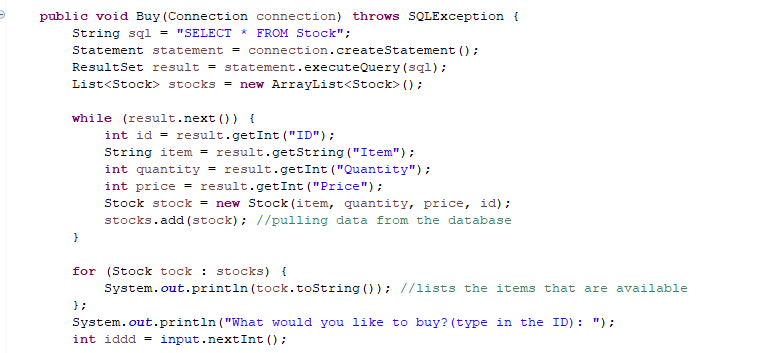 public void Buy(Connection connection) throws SQLException {
String sql = "SELECT * FROM Stock";
Statement statement = connection.createStatement();
ResultSet result = statement.executeQuery(sql);
List<Stock> stocks = new ArrayList<Stock>();
while (result.next()) {
int id = result.getInt("ID");
String item = result.getString("Item");
int quantity = result.getInt("Quantity");
int price = result.getInt("Price");
Stock stock = new Stock(item, quantity, price, id);
stocks.add(stock); //pulling data from the database
}
for (Stock tock : stocks) {
System.out.println(tock.toString()); //lists the items that are available
};
System.out.println("What would you like to buy?(type in the ID): ");
int iddd = input.nextInt();